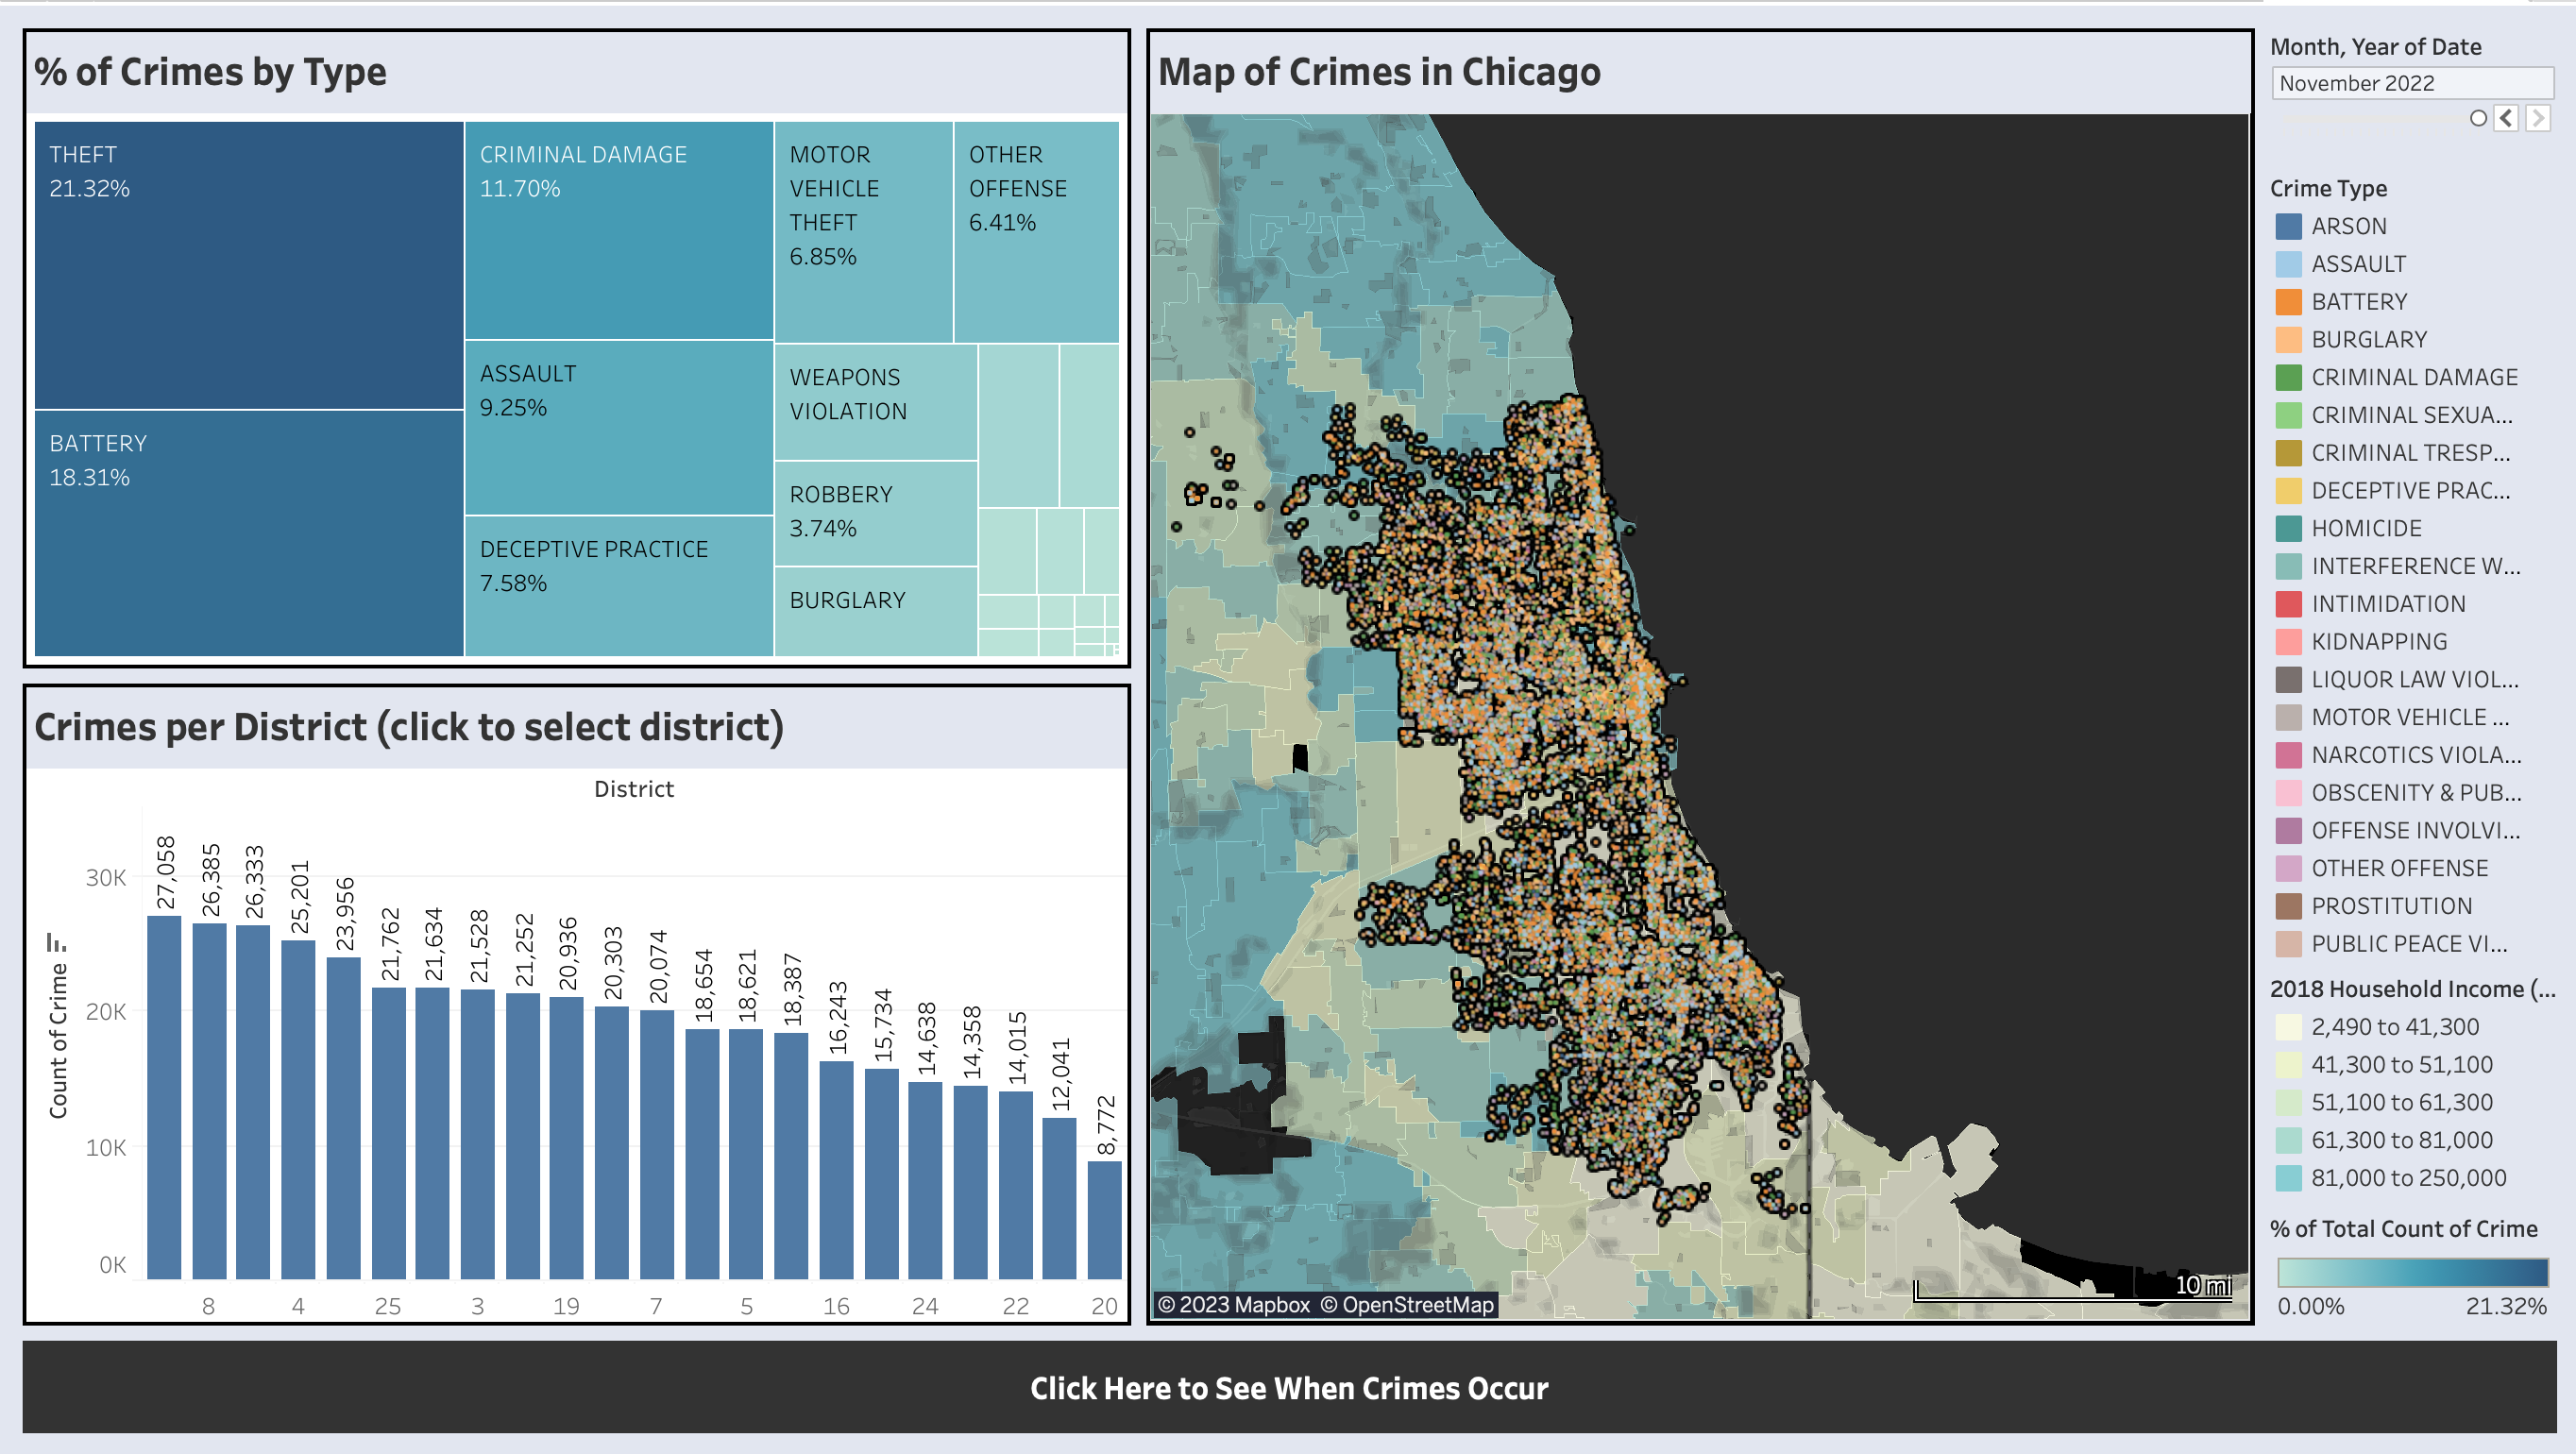 % of Crimes by Type
THEFT
21.32%
BATTERY
18.31%
CRIMINAL DAMAGE
11.70%
ASSAULT
9.25%
DECEPTIVE PRACTICE
7.58%
MOTOR
VEHICLE
THEFT
6.85%
OTHER
OFFENSE
6.41%
WEAPONS
VIOLATION
ROBBERY
3.74%
BURGLARY
Crimes per District (click to select district)
District
Count of Crime
30K
20K
10K
0K
27,058
26,385
26,333
25,201
23,956
21,762
21,634
21,528
21,252
20,936
20,303
20,074
18,654
18,621
18,387
16,243
15,734
14,638
14,358
14,015
12,041
8,772
8 4 25 3 19 7 5 16 24 22 20
Map of Crimes in Chicago
© 2023 Mapbox © OpenStreetMap
10 mi
Month, Year of Date
November 2022
Crime Type
ARSON
ASSAULT
BATTERY
BURGLARY
CRIMINAL DAMAGE
CRIMINAL SEXUA...
CRIMINAL TRESP...
DECEPTIVE PRAC...
HOMICIDE
INTERFERENCE W...
INTIMIDATION
KIDNAPPING
LIQUOR LAW VIOL...
MOTOR VEHICLE ...
NARCOTICS VIOLA...
OBSCENITY & PUB...
OFFENSE INVOLVI...
OTHER OFFENSE
PROSTITUTION
PUBLIC PEACE VI...
2018 Household Income (...
2,490 to 41,300
41,300 to 51,100
51,100 to 61,300
61,300 to 81,000
81,000 to 250,000
% of Total Count of Crime
0.00% 21.32%
Click Here to See When Crimes Occur